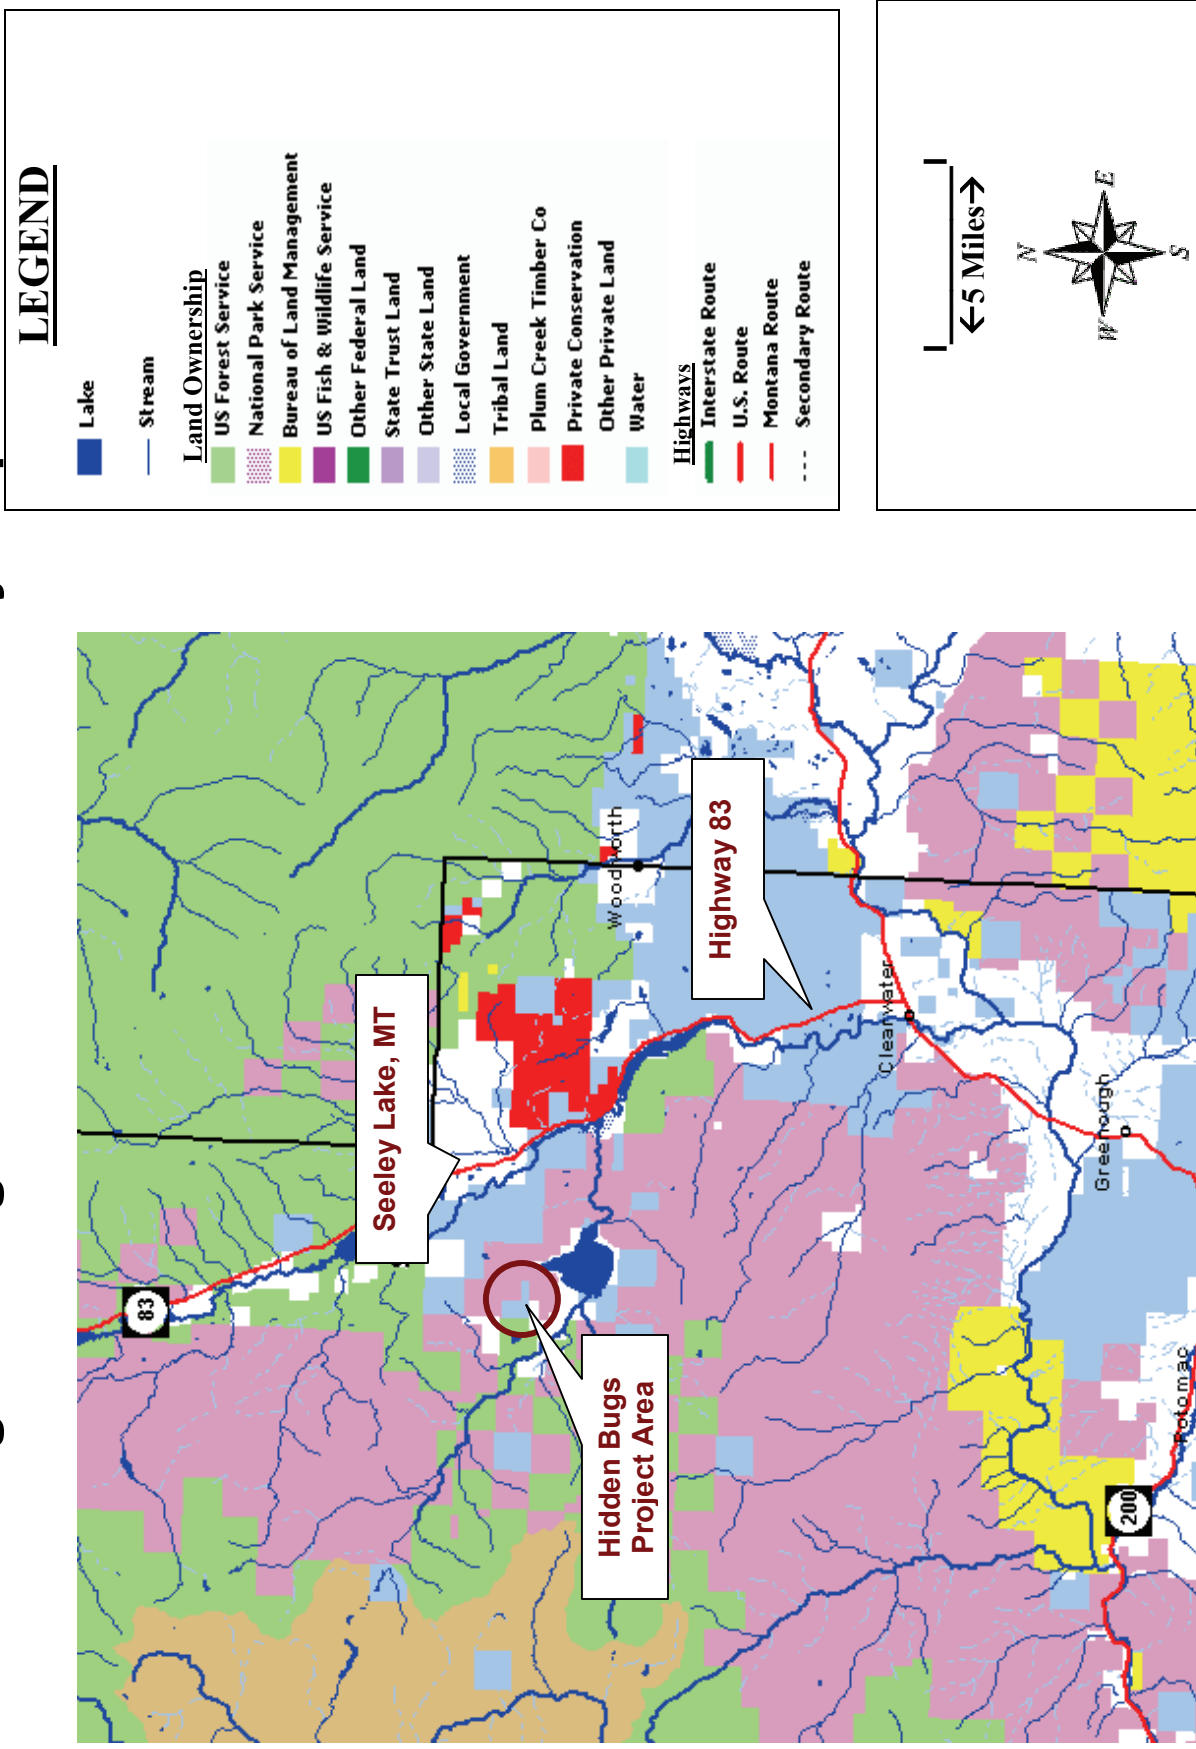 LEGEND
Lake
Stream
Land Ownership
US Forest Service
National Park Service
Bureau of Land Management
US Fish & Wildlife Service
Other Federal Land
State Trust Land
Other State Land
Local Government
Tribal Land
Plum Creek Timber Co
Private Conservation
Other Private Land
Water
Highways
Interstate Route
U.S. Route
Montana Route
Secondary Route
←5 Miles→
N
W
E
S
83
Seeley Lake, MT
Woodworth
Highway 83
Hidden Bugs
Project Area
Clearwater
Greenough
Potomac
200